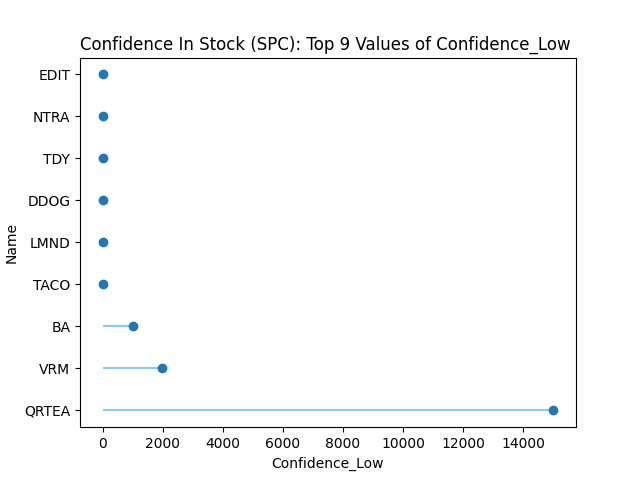 Confidence In Stock (SPC): Top 9 Values of Confidence_Low
EDIT
NTRA
TDY
DDOG
LMND
TACO
BA
VRM
QRTEA
Name
0 2000 4000 6000 8000 10000 12000 14000
Confidence_Low